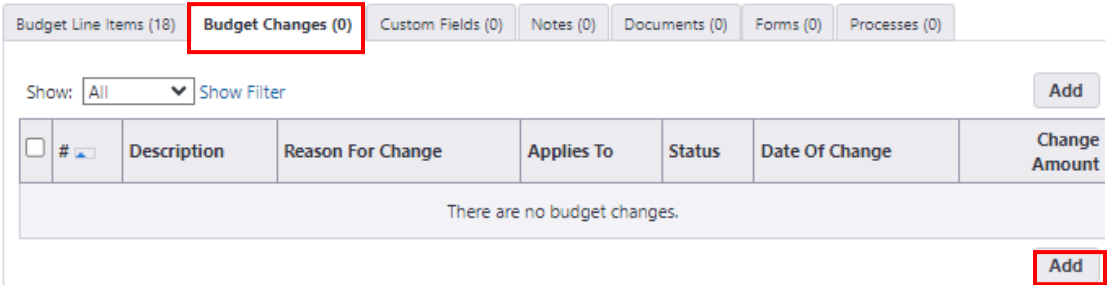 Budget Line Items (18) Budget Changes (0) Custom Fields (0) Notes (0) Documents (0) Forms (0) Processes (0)
Show: All Show Filter Add
# Description Reason For Change Applies To Status Date Of Change Change Amount
There are no budget changes.
Add